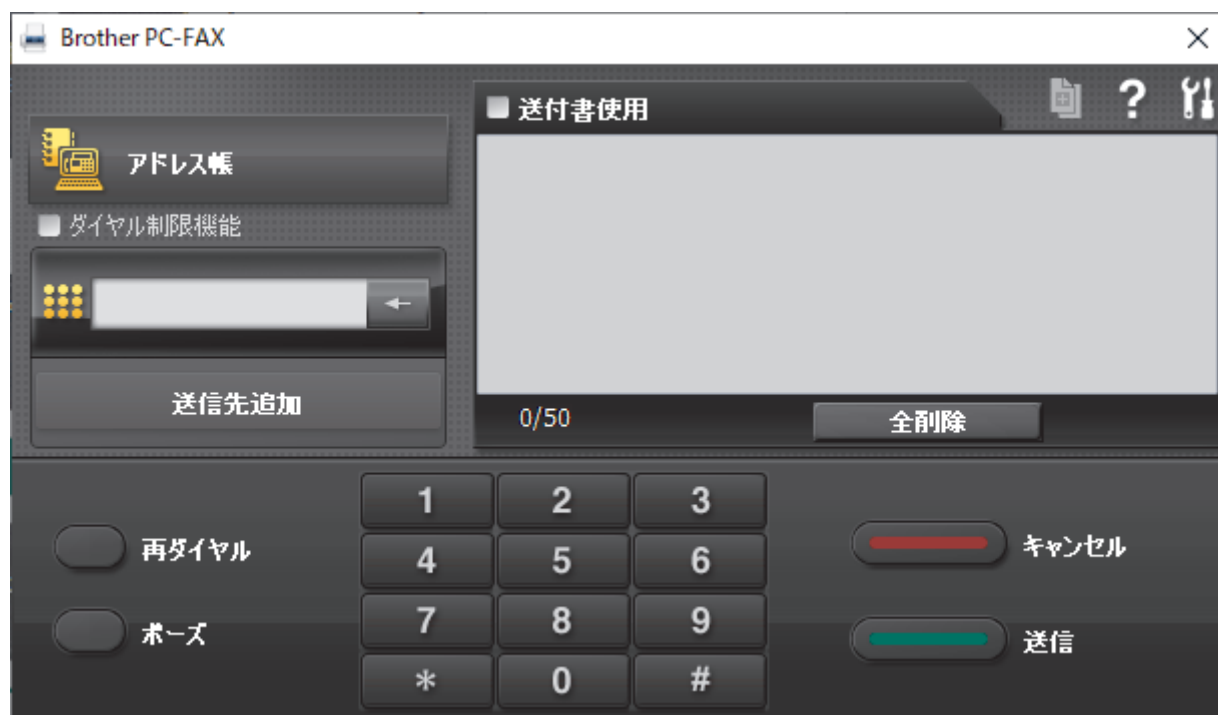 Brother PC-FAX
送付書使用
?
アドレス帳
ダイヤル制限機能
送信先追加
0/50
全削除
1 2 3
再ダイヤル
キャンセル
4 5 6
7 8 9
ポーズ
送信
* 0 #